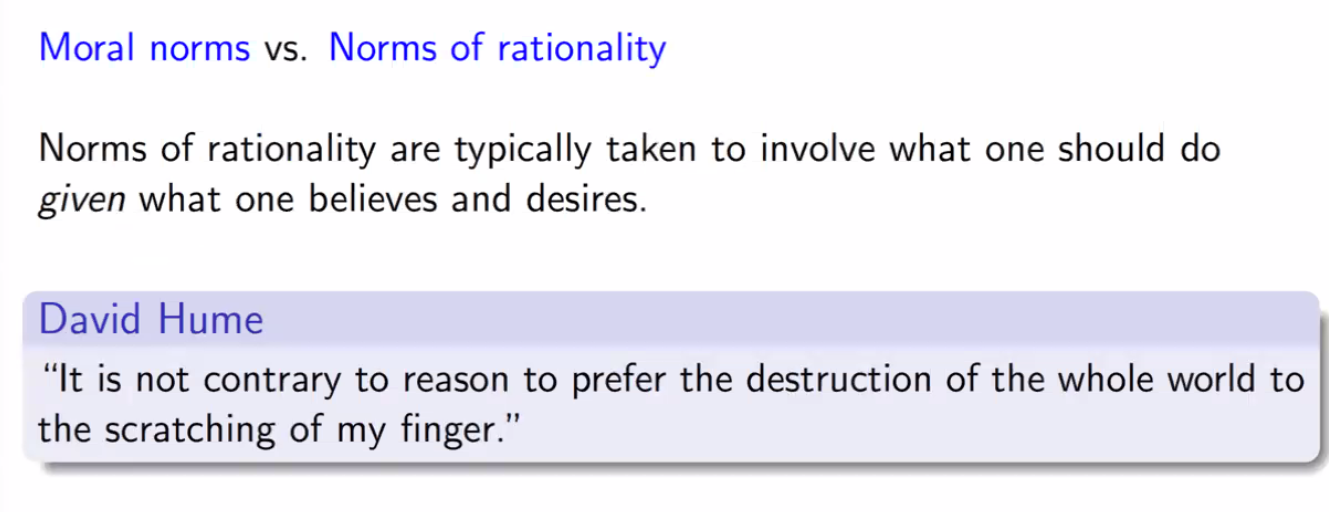 Moral norms vs. Norms of rationality
Norms of rationality are typically taken to involve what one should do
given what one believes and desires.
David Hume
“It is not contrary to reason to prefer the destruction of the whole world to
the scratching of my finger.”